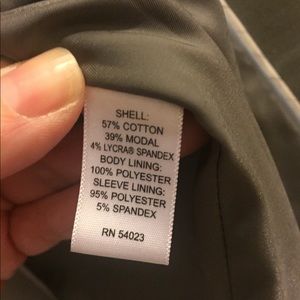 SHELL:
57% COTTON
39% MODAL
4% LYCRA® SPANDEX
BODY LINING:
100% POLYESTER
SLEEVE LINING:
95% POLYESTER
5% SPANDEX
RN 54023